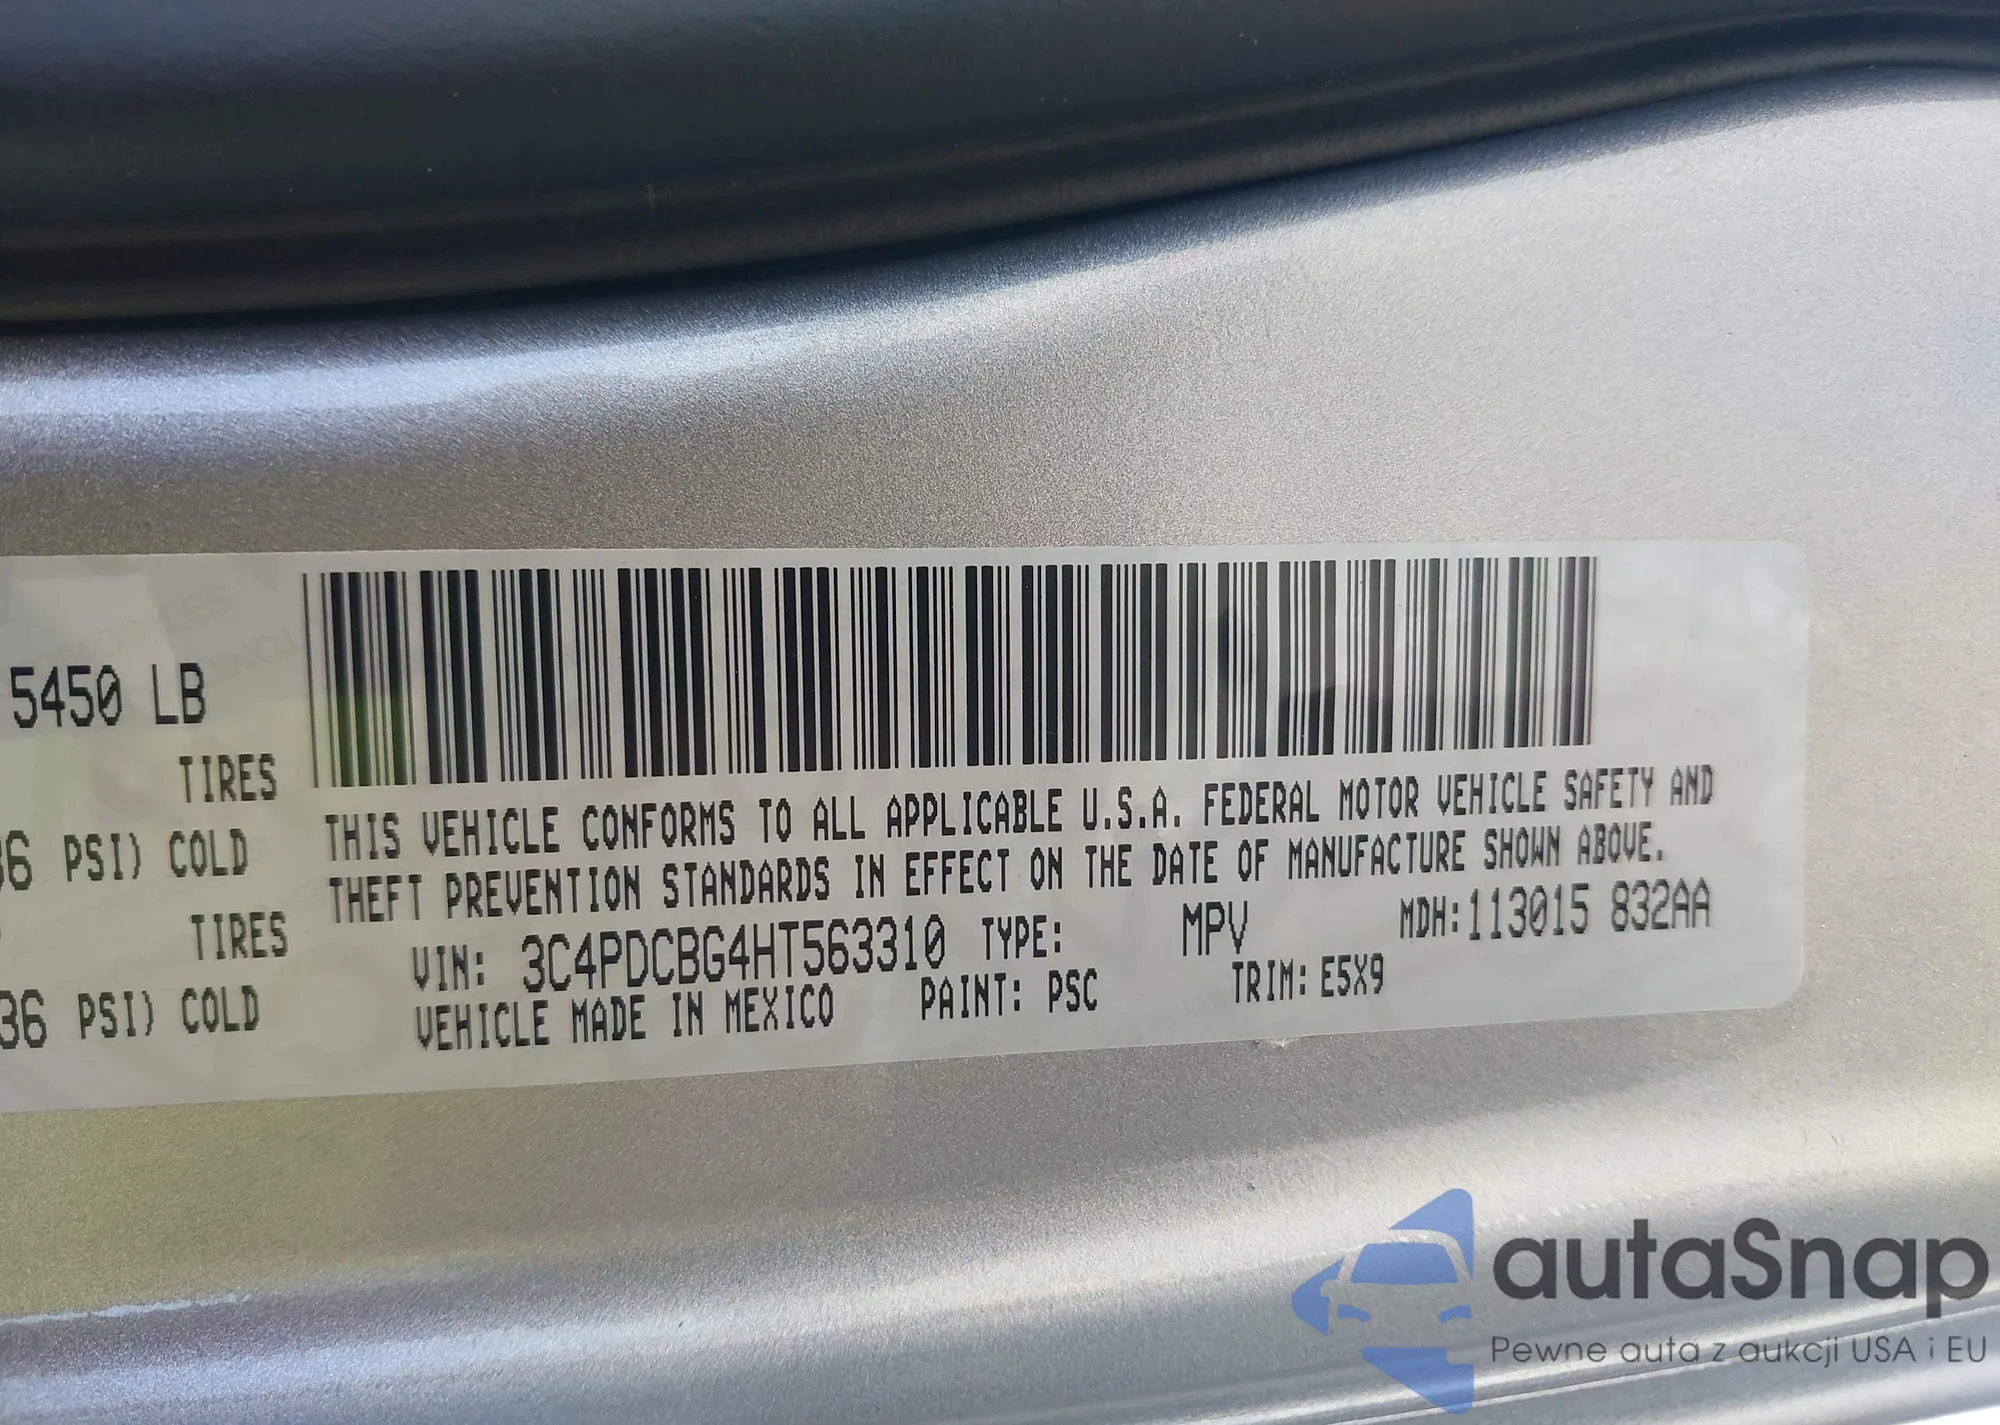 5450 LB
TIRES
36 PSI) COLD
TIRES
36 PSI) COLD
THIS VEHICLE CONFORMS TO ALL APPLICABLE U.S.A. FEDERAL MOTOR VEHICLE SAFETY AND
THEFT PREVENTION STANDARDS IN EFFECT ON THE DATE OF MANUFACTURE SHOWN ABOVE.
VIN: 3C4PDCBG4HT563310 TYPE: MPV MDH:113015 832AA
VEHICLE MADE IN MEXICO PAINT: PSC TRIM: E5X9
autaSnap
Pewne auta z aukcji USA i EU